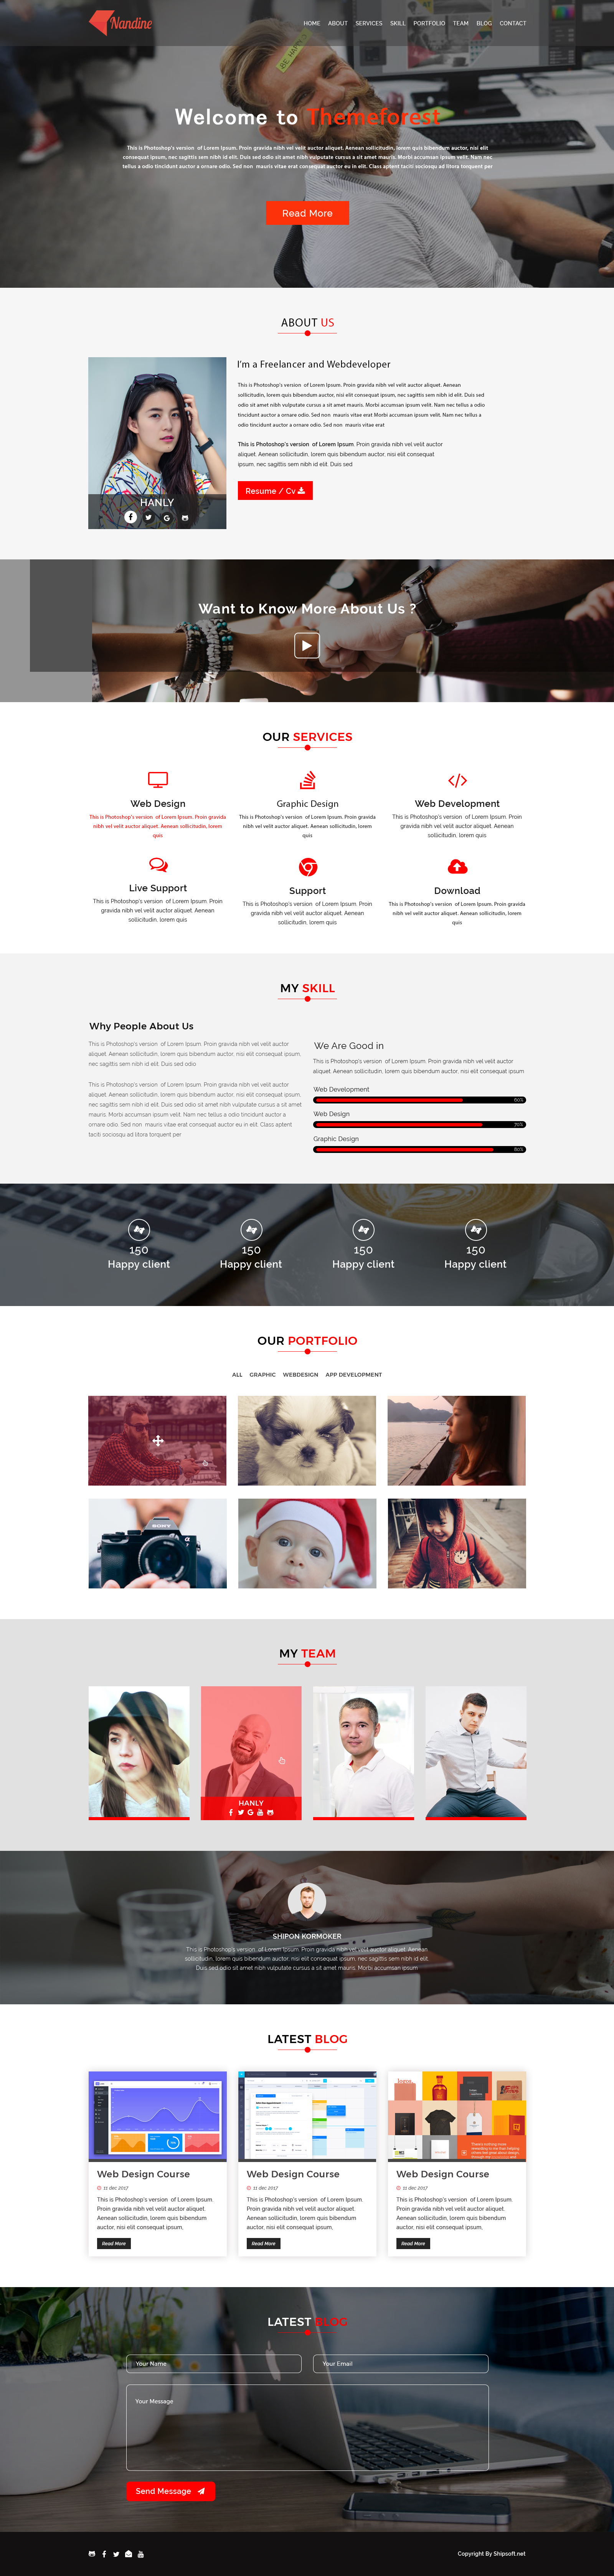 Nandine
HOME ABOUT SERVICES SKILL PORTFOLIO TEAM BLOG CONTACT
BE HAPPY
Welcome to Themeforest
This is Photoshop's version of Lorem Ipsum. Proin gravida nibh vel velit auctor aliquet. Aenean sollicitudin, lorem quis bibendum auctor, nisi elit
consequat ipsum, nec sagittis sem nibh id elit. Duis sed odio sit amet nibh vulputate cursus a sit amet mauris. Morbi accumsan ipsum velit. Nam nec
tellus a odio tincidunt auctor a ornare odio. Sed non mauris vitae erat consequat auctor eu in elit. Class aptent taciti sociosqu ad litora torquent per
Read More
ABOUT US
HANLY
I'm a Freelancer and Webdeveloper
This is Photoshop's version of Lorem Ipsum. Proin gravida nibh vel velit auctor aliquet. Aenean
sollicitudin, lorem quis bibendum auctor, nisi elit consequat ipsum, nec sagittis sem nibh id elit. Duis sed
odio sit amet nibh vulputate cursus a sit amet mauris. Morbi accumsan ipsum velit. Nam nec tellus a odio
tincidunt auctor a ornare odio. Sed non mauris vitae erat Morbi accumsan ipsum velit. Nam nec tellus a
odio tincidunt auctor a ornare odio. Sed non mauris vitae erat
This is Photoshop's version of Lorem Ipsum. Proin gravida nibh vel velit auctor
aliquet. Aenean sollicitudin, lorem quis bibendum auctor, nisi elit consequat
ipsum, nec sagittis sem nibh id elit. Duis sed
Resume / Cv
Want to Know More About Us ?
OUR SERVICES
Web Design
This is Photoshop's version of Lorem Ipsum. Proin gravida
nibh vel velit auctor aliquet. Aenean sollicitudin, lorem
quis
Graphic Design
This is Photoshop's version of Lorem Ipsum. Proin gravida
nibh vel velit auctor aliquet. Aenean sollicitudin, lorem
quis
Web Development
This is Photoshop's version of Lorem Ipsum. Proin
gravida nibh vel velit auctor aliquet. Aenean
sollicitudin, lorem quis
Live Support
This is Photoshop's version of Lorem Ipsum. Proin
gravida nibh vel velit auctor aliquet. Aenean
sollicitudin, lorem quis
Support
This is Photoshop's version of Lorem Ipsum. Proin
gravida nibh vel velit auctor aliquet. Aenean
sollicitudin, lorem quis
Download
This is Photoshop's version of Lorem Ipsum. Proin gravida
nibh vel velit auctor aliquet. Aenean sollicitudin, lorem
quis
MY SKILL
Why People About Us
This is Photoshop's version of Lorem Ipsum. Proin gravida nibh vel velit auctor
aliquet. Aenean sollicitudin, lorem quis bibendum auctor, nisi elit consequat ipsum,
nec sagittis sem nibh id elit. Duis sed odio
This is Photoshop's version of Lorem Ipsum. Proin gravida nibh vel velit auctor
aliquet. Aenean sollicitudin, lorem quis bibendum auctor, nisi elit consequat ipsum,
nec sagittis sem nibh id elit. Duis sed odio sit amet nibh vulputate cursus a sit amet
mauris. Morbi accumsan ipsum velit. Nam nec tellus a odio tincidunt auctor a
ornare odio. Sed non mauris vitae erat consequat auctor eu in elit. Class aptent
taciti sociosqu ad litora torquent per
We Are Good in
This is Photoshop's version of Lorem Ipsum. Proin gravida nibh vel velit auctor
aliquet. Aenean sollicitudin, lorem quis bibendum auctor, nisi elit consequat ipsum
Web Development
60%
Web Design
70%
Graphic Design
80%
150 150 150 150
Happy client Happy client Happy client Happy client
OUR PORTFOLIO
ALL GRAPHIC WEBDESIGN APP DEVELOPMENT
SONY
MY TEAM
HANLY
SHIPON KORMOKER
This is Photoshop's version of Lorem Ipsum. Proin gravida nibh vel velit auctor aliquet. Aenean
sollicitudin, lorem quis bibendum auctor, nisi elit consequat ipsum, nec sagittis sem nibh id elit.
Duis sed odio sit amet nibh vulputate cursus a sit amet mauris. Morbi accumsan ipsum
LATEST BLOG
Web Design Course
11 dec 2017
This is Photoshop's version of Lorem Ipsum.
Proin gravida nibh vel velit auctor aliquet.
Aenean sollicitudin, lorem quis bibendum
auctor, nisi elit consequat ipsum,
Read More
Web Design Course
11 dec 2017
This is Photoshop's version of Lorem Ipsum.
Proin gravida nibh vel velit auctor aliquet.
Aenean sollicitudin, lorem quis bibendum
auctor, nisi elit consequat ipsum,
Read More
Web Design Course
11 dec 2017
This is Photoshop's version of Lorem Ipsum.
Proin gravida nibh vel velit auctor aliquet.
Aenean sollicitudin, lorem quis bibendum
auctor, nisi elit consequat ipsum,
Read More
LATEST BLOG
Your Name
Your Email
Your Message
Send Message
Copyright By Shipsoft.net